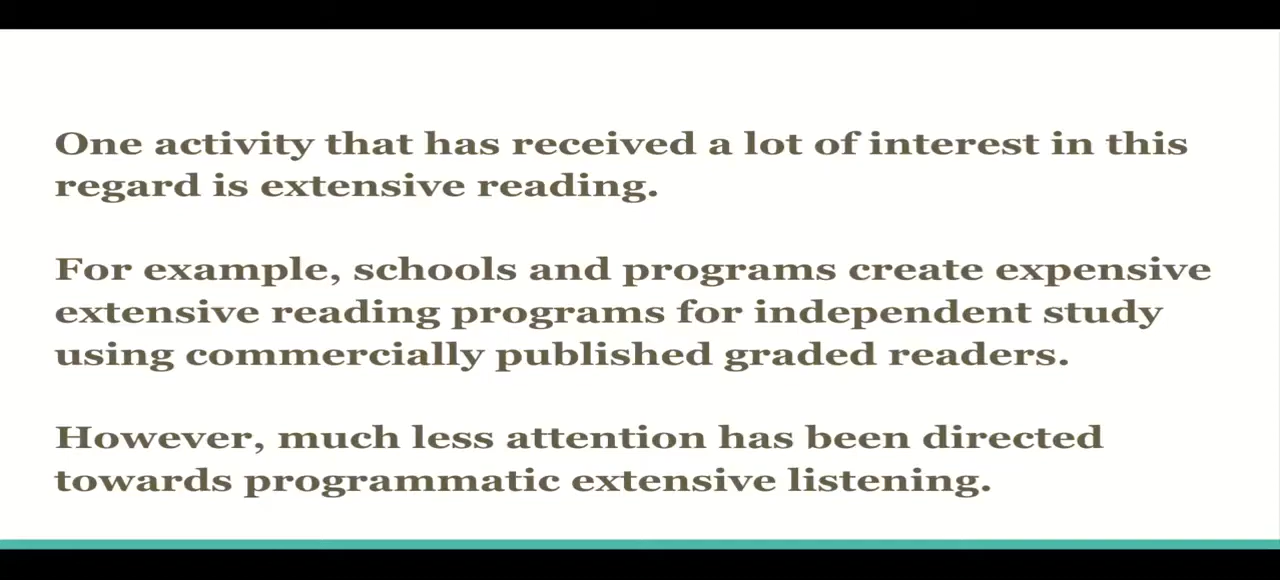 One activity that has received a lot of interest in this
regard is extensive reading.
For example, schools and programs create expensive
extensive reading programs for independent study
using commercially published graded readers.
However, much less attention has been directed
towards programmatic extensive listening.